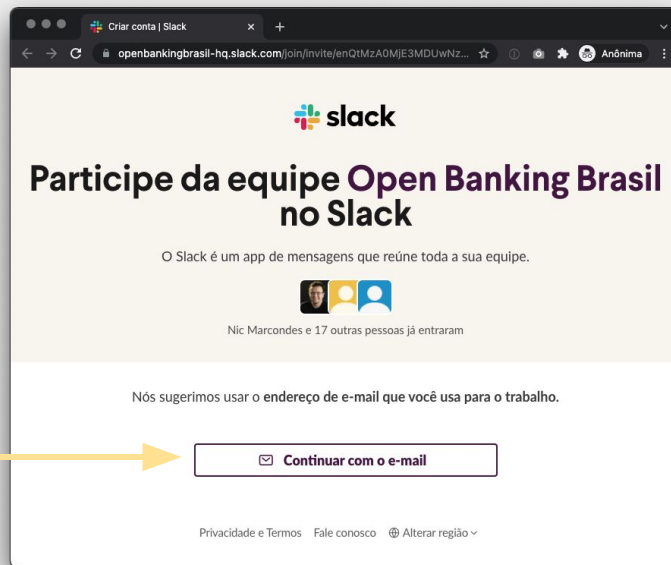 Criar conta | Slack
openbankingbrasil-hq.slack.com/join/invite/enQtMzA0MjE3MDUwNz...
Anônima
slack
Participe da equipe Open Banking Brasil
no Slack
O Slack é um app de mensagens que reúne toda a sua equipe.
Nic Marcondes e 17 outras pessoas já entraram
Nós sugerimos usar o endereço de e-mail que você usa para o trabalho.
Continuar com o e-mail
Privacidade e Termos Fale conosco Alterar região